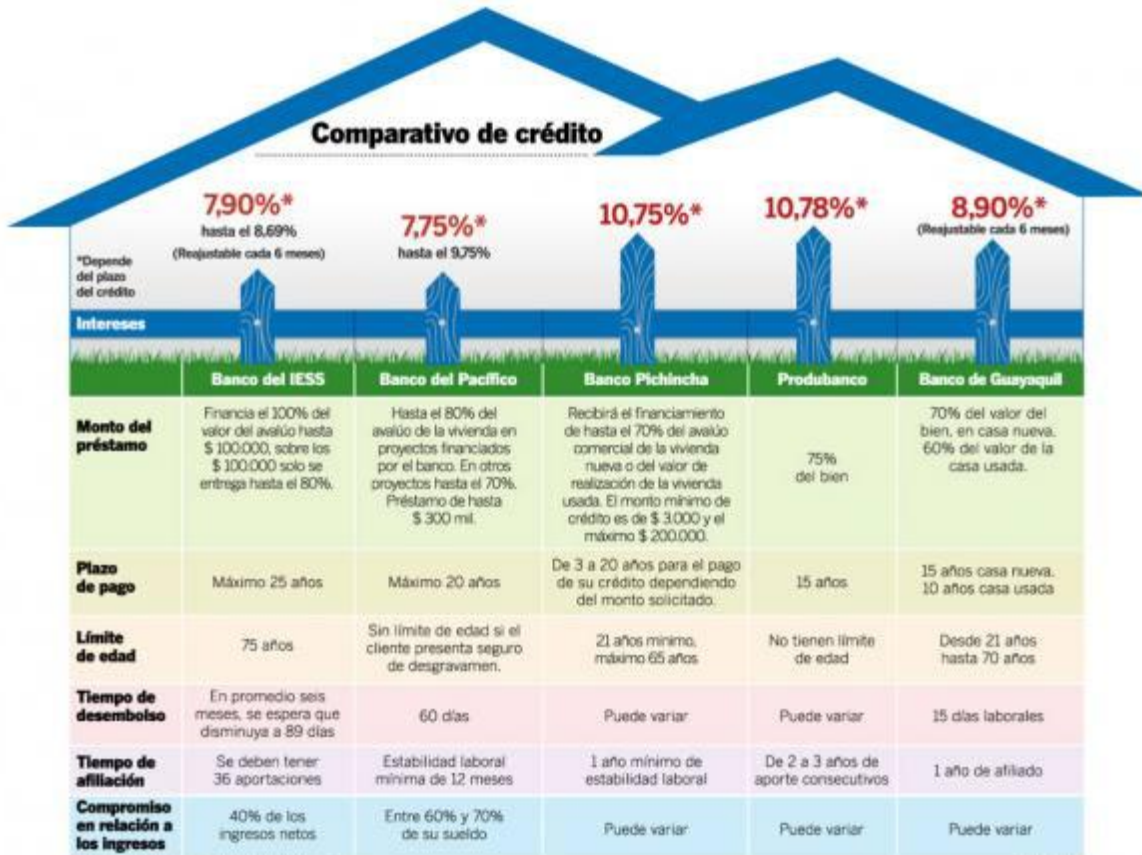 Comparativo de crédito
7,90%*
hasta el 8,69%
(Reajustable cada 6 meses)
7,75%*
hasta el 9,75%
10,75%*
10,78%*
8,90%*
(Reajustable cada 6 meses)
*Depende
del plazo
del crédito
Intereses
Banco del IESS
Banco del Pacífico
Banco Pichincha
Produbanco
Banco de Guayaquil
Monto del
préstamo
Financia el 100% del
valor del avalúo hasta
$ 100.000, sobre los
$ 100.000 solo se
entrega hasta el 80%.
Hasta el 80% del
avalúo de la vivienda en
proyectos financiados
por el banco. En otros
proyectos hasta el 70%.
Préstamo de hasta
$ 300 mil.
Recibirá el financiamiento
de hasta el 70% del avalúo
comercial de la vivienda
nueva o del valor de
realización de la vivienda
usada. El monto mínimo de
crédito es de $ 3.000 y el
máximo $ 200.000.
75%
del bien
70% del valor del
bien, en casa nueva.
60% del valor de la
casa usada.
Plazo
de pago
Máximo 25 años
Máximo 20 años
De 3 a 20 años para el pago
de su crédito dependiendo
del monto solicitado.
15 años
15 años casa nueva.
10 años casa usada
Límite
de edad
75 años
Sin límite de edad si el
cliente presenta seguro
de desgravamen.
21 años mínimo,
máximo 65 años
No tienen límite
de edad
Desde 21 años
hasta 70 años
Tiempo de
desembolso
En promedio seis
meses, se espera que
disminuya a 89 días
60 días
Puede variar
Puede variar
15 días laborales
Tiempo de
afiliación
Se deben tener
36 aportaciones
Estabilidad laboral
mínima de 12 meses
1 año mínimo de
estabilidad laboral
De 2 a 3 años de
aporte consecutivos
1 año de afiliado
Compromiso
en relación a
los ingresos
40% de los
ingresos netos
Entre 60% y 70%
de su sueldo
Puede variar
Puede variar
Puede variar